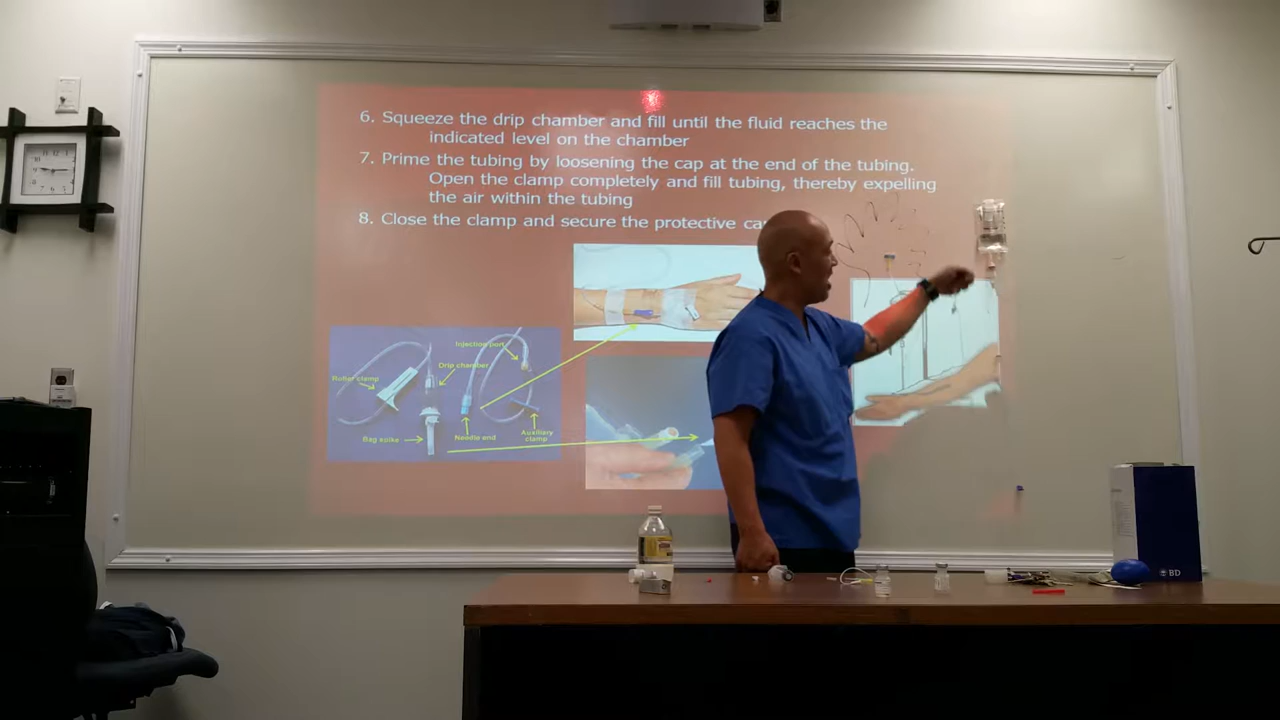 6. Squeeze the drip chamber and fill until the fluid reaches the
indicated level on the chamber
7. Prime the tubing by loosening the cap at the end of the tubing.
Open the clamp completely and fill tubing, thereby expelling
the air within the tubing
8. Close the clamp and secure the protective ca
Injection port
Drip chamber
Roller clamp
Bag spike
Needle end
Auxiliary
clamp
BD